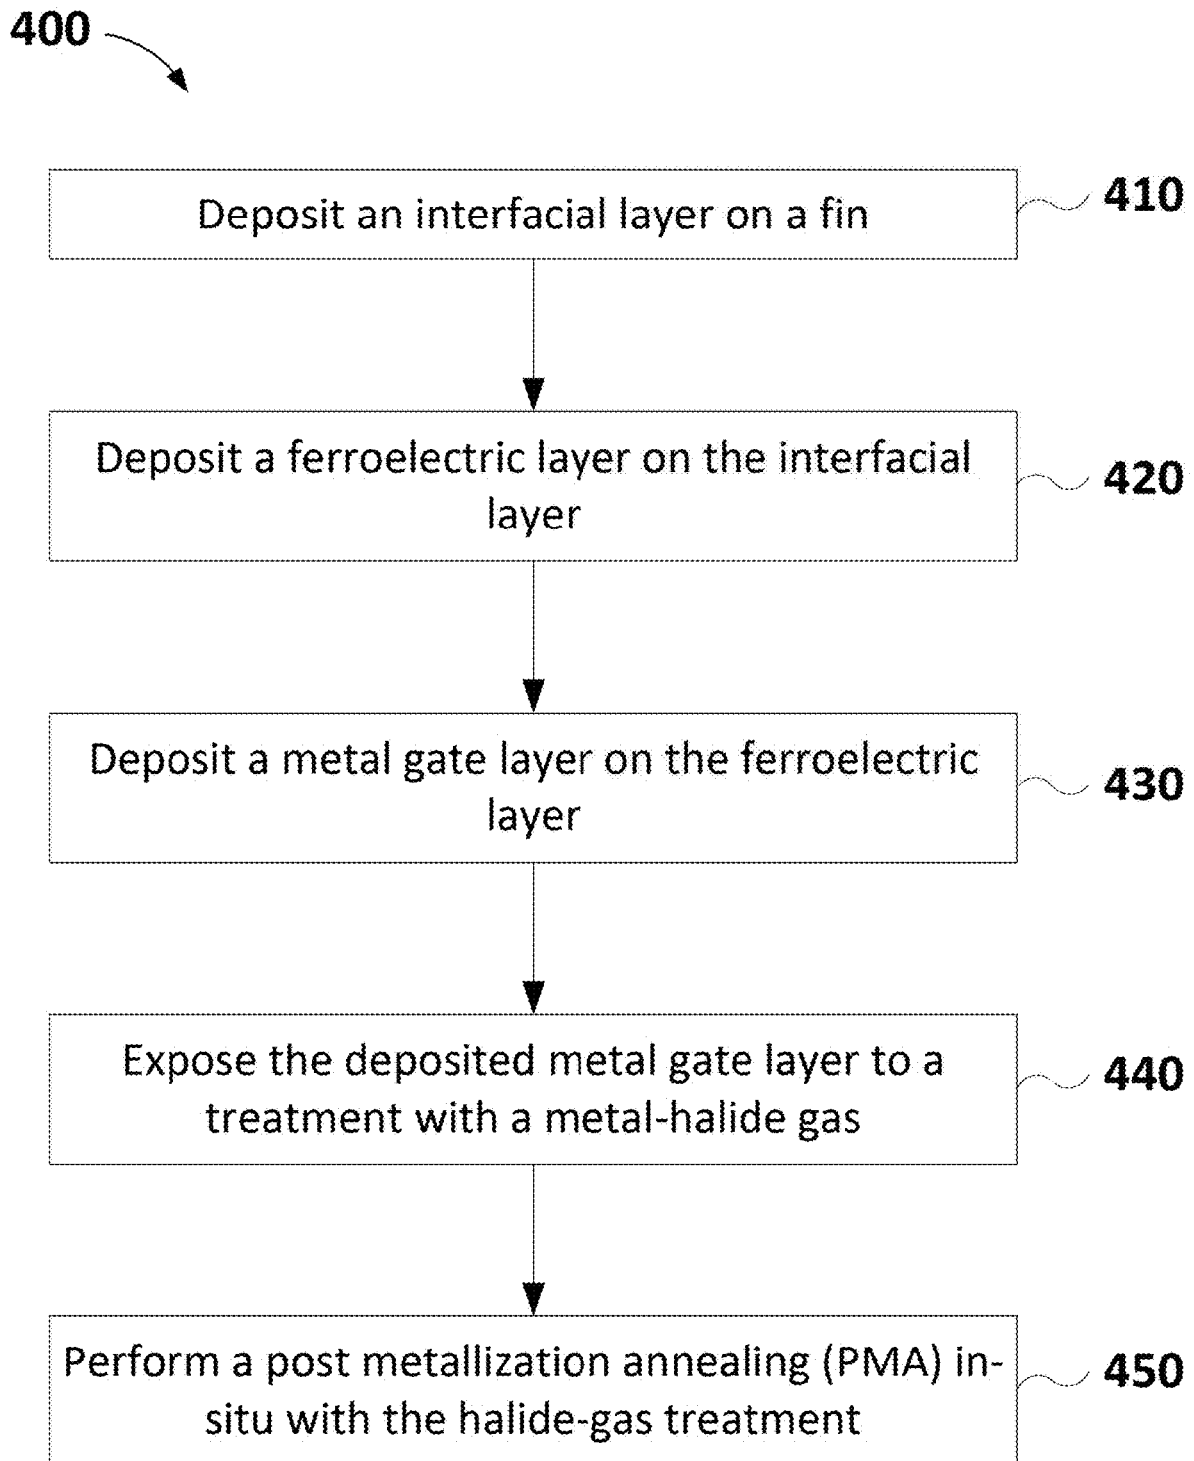 400
Deposit an interfacial layer on a fin
410
Deposit a ferroelectric layer on the interfacial
layer
420
Deposit a metal gate layer on the ferroelectric
layer
430
Expose the deposited metal gate layer to a
treatment with a metal-halide gas
440
Perform a post metallization annealing (PMA) in-
situ with the halide-gas treatment
450